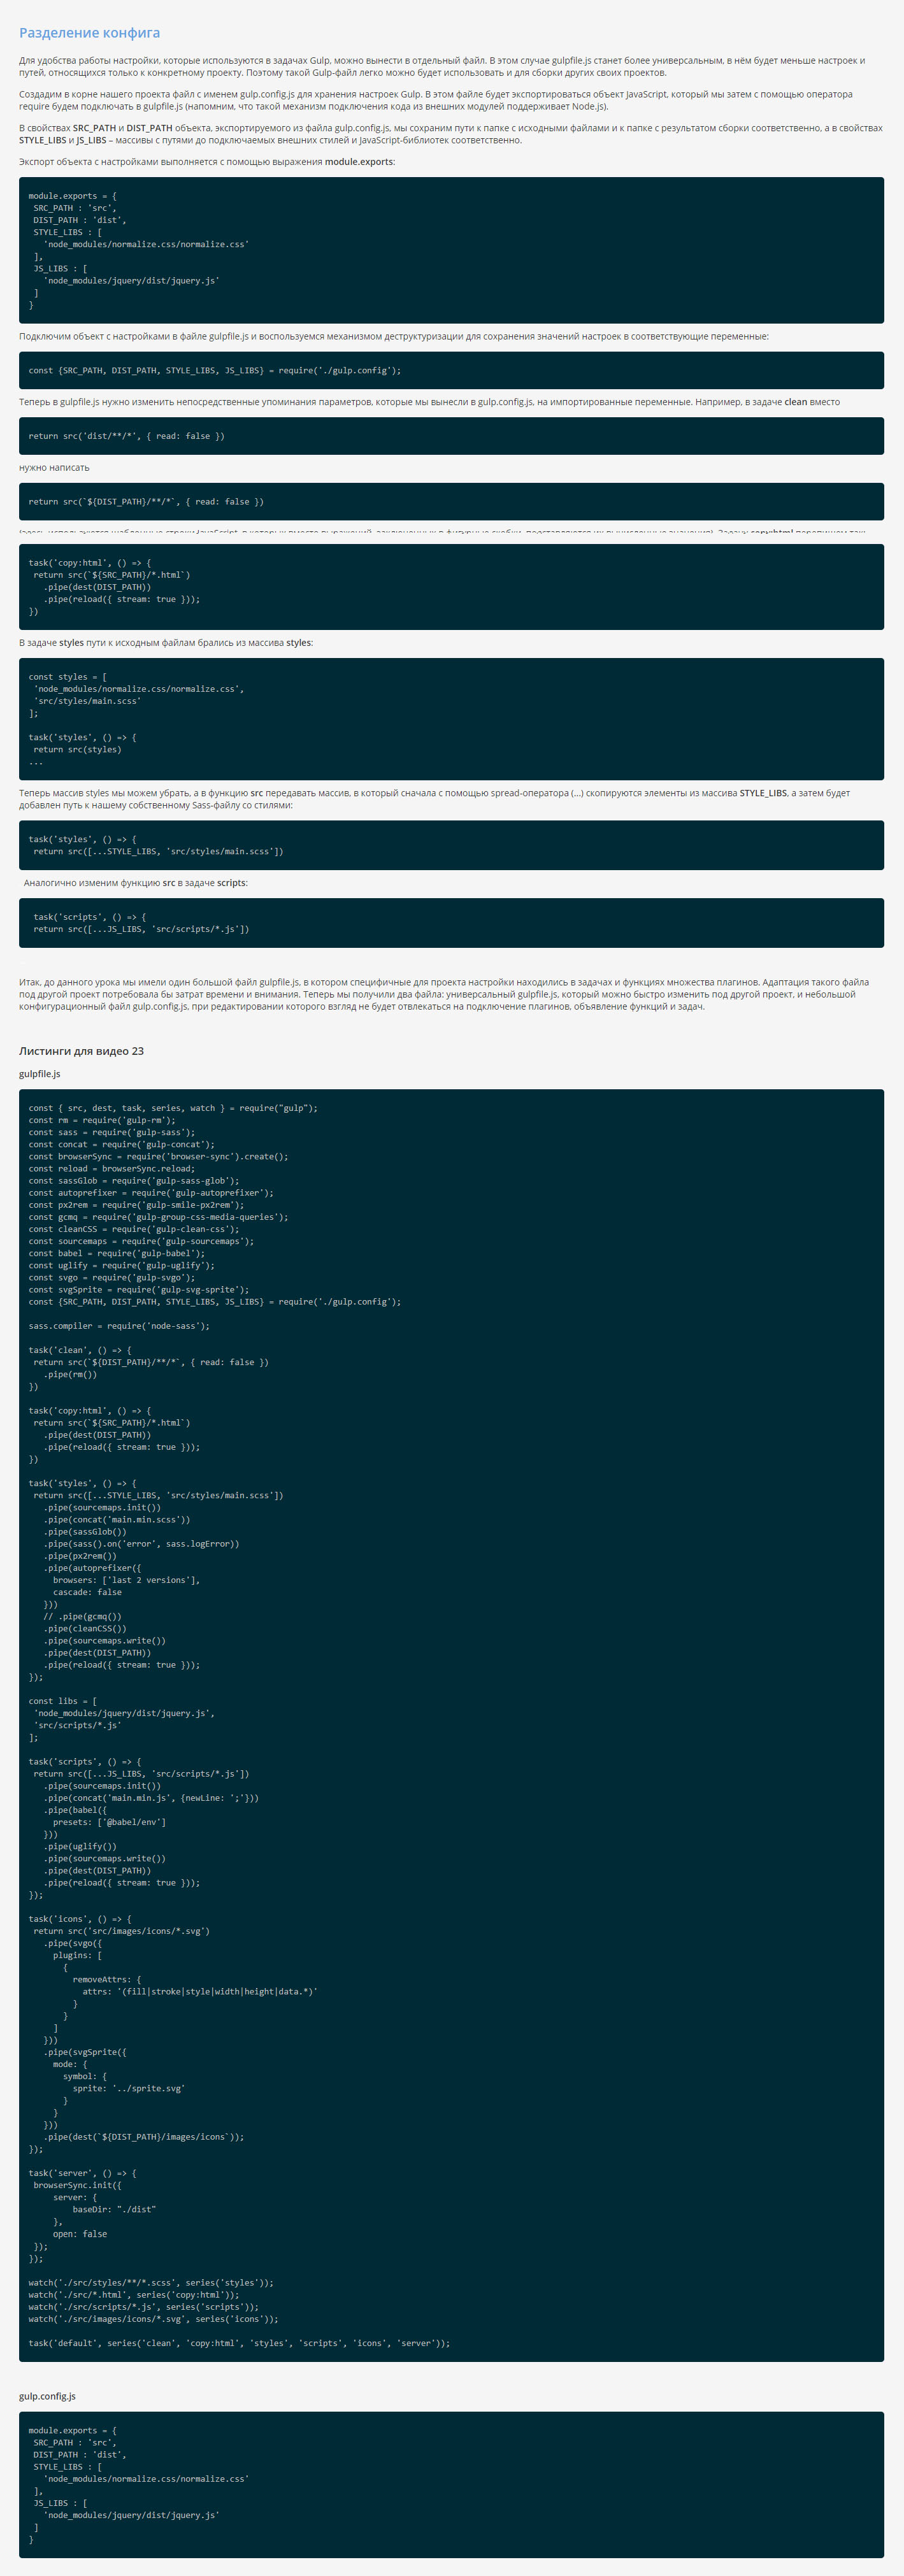 Разделение конфига
Для удобства работы настройки, которые используются в задачах Gulp, можно вынести в отдельный файл. В этом случае gulpfile.js станет более универсальным, в нём будет меньше настроек и
путей, относящихся только к конкретному проекту. Поэтому такой Gulp-файл легко можно будет использовать и для сборки других своих проектов.
Создадим в корне нашего проекта файл с именем gulp.config.js для хранения настроек Gulp. В этом файле будет экспортироваться объект JavaScript, который мы затем с помощью оператора
require будем подключать в gulpfile.js (напомним, что такой механизм подключения кода из внешних модулей поддерживает Node.js).
В свойствах SRC_PATH и DIST_PATH объекта, экспортируемого из файла gulp.config.js, мы сохраним пути к папке с исходными файлами и к папке с результатом сборки соответственно, а в свойствах
STYLE_LIBS и JS_LIBS – массивы с путями до подключаемых внешних стилей и JavaScript-библиотек соответственно.
Экспорт объекта с настройками выполняется с помощью выражения module.exports:
module.exports = {
SRC_PATH : 'src',
DIST_PATH : 'dist',
STYLE_LIBS : [
'node_modules/normalize.css/normalize.css'
],
JS_LIBS : [
'node_modules/jquery/dist/jquery.js'
]
}
Подключим объект с настройками в файле gulpfile.js и воспользуемся механизмом деструктуризации для сохранения значений настроек в соответствующие переменные:
const {SRC_PATH, DIST_PATH, STYLE_LIBS, JS_LIBS} = require('./gulp.config');
Теперь в gulpfile.js нужно изменить непосредственные упоминания параметров, которые мы вынесли в gulp.config.js, на импортированные переменные. Например, в задаче clean вместо
return src('dist/**/*', { read: false })
нужно написать
return src(`${DIST_PATH}/**/*`, { read: false })
task('copy:html', () => {
return src(`${SRC_PATH}/*.html`)
.pipe(dest(DIST_PATH))
.pipe(reload({ stream: true }));
})
В задаче styles пути к исходным файлам брались из массива styles:
const styles = [
'node_modules/normalize.css/normalize.css',
'src/styles/main.scss'
];
task('styles', () => {
return src(styles)
...
Теперь массив styles мы можем убрать, а в функцию src передавать массив, в который сначала с помощью spread-оператора (...) скопируются элементы из массива STYLE_LIBS, а затем будет
добавлен путь к нашему собственному Sass-файлу со стилями:
task('styles', () => {
return src([...STYLE_LIBS, 'src/styles/main.scss'])
Аналогично изменим функцию src в задаче scripts:
task('scripts', () => {
return src([...JS_LIBS, 'src/scripts/*.js'])
Итак, до данного урока мы имели один большой файл gulpfile.js, в котором специфичные для проекта настройки находились в задачах и функциях множества плагинов. Адаптация такого файла
под другой проект потребовала бы затрат времени и внимания. Теперь мы получили два файла: универсальный gulpfile.js, который можно быстро изменить под другой проект, и небольшой
конфигурационный файл gulp.config.js, при редактировании которого взгляд не будет отвлекаться на подключение плагинов, объявление функций и задач.
Листинги для видео 23
gulpfile.js
const { src, dest, task, series, watch } = require("gulp");
const rm = require('gulp-rm');
const sass = require('gulp-sass');
const concat = require('gulp-concat');
const browserSync = require('browser-sync').create();
const reload = browserSync.reload;
const sassGlob = require('gulp-sass-glob');
const autoprefixer = require('gulp-autoprefixer');
const px2rem = require('gulp-smile-px2rem');
const gcmq = require('gulp-group-css-media-queries');
const cleanCSS = require('gulp-clean-css');
const sourcemaps = require('gulp-sourcemaps');
const babel = require('gulp-babel');
const uglify = require('gulp-uglify');
const svgo = require('gulp-svgo');
const svgSprite = require('gulp-svg-sprite');
const {SRC_PATH, DIST_PATH, STYLE_LIBS, JS_LIBS} = require('./gulp.config');
sass.compiler = require('node-sass');
task('clean', () => {
return src(`${DIST_PATH}/**/*`, { read: false })
.pipe(rm())
})
task('copy:html', () => {
return src(`${SRC_PATH}/*.html`)
.pipe(dest(DIST_PATH))
.pipe(reload({ stream: true }));
})
task('styles', () => {
return src([...STYLE_LIBS, 'src/styles/main.scss'])
.pipe(sourcemaps.init())
.pipe(concat('main.min.scss'))
.pipe(sassGlob())
.pipe(sass().on('error', sass.logError))
.pipe(px2rem())
.pipe(autoprefixer({
browsers: ['last 2 versions'],
cascade: false
}))
// .pipe(gcmq())
.pipe(cleanCSS())
.pipe(sourcemaps.write())
.pipe(dest(DIST_PATH))
.pipe(reload({ stream: true }));
});
const libs = [
'node_modules/jquery/dist/jquery.js',
'src/scripts/*.js'
];
task('scripts', () => {
return src([...JS_LIBS, 'src/scripts/*.js'])
.pipe(sourcemaps.init())
.pipe(concat('main.min.js', {newLine: ';'}))
.pipe(babel({
presets: ['@babel/env']
}))
.pipe(uglify())
.pipe(sourcemaps.write())
.pipe(dest(DIST_PATH))
.pipe(reload({ stream: true }));
});
task('icons', () => {
return src('src/images/icons/*.svg')
.pipe(svgo({
plugins: [
{
removeAttrs: {
attrs: '(fill|stroke|style|width|height|data.*)'
}
}
]
}))
.pipe(svgSprite({
mode: {
symbol: {
sprite: '../sprite.svg'
}
}
}))
.pipe(dest(`${DIST_PATH}/images/icons`));
});
task('server', () => {
browserSync.init({
server: {
baseDir: "./dist"
},
open: false
});
});
watch('./src/styles/**/*.scss', series('styles'));
watch('./src/*.html', series('copy:html'));
watch('./src/scripts/*.js', series('scripts'));
watch('./src/images/icons/*.svg', series('icons'));
task('default', series('clean', 'copy:html', 'styles', 'scripts', 'icons', 'server'));
gulp.config.js
module.exports = {
SRC_PATH : 'src',
DIST_PATH : 'dist',
STYLE_LIBS : [
'node_modules/normalize.css/normalize.css'
],
JS_LIBS : [
'node_modules/jquery/dist/jquery.js'
]
}